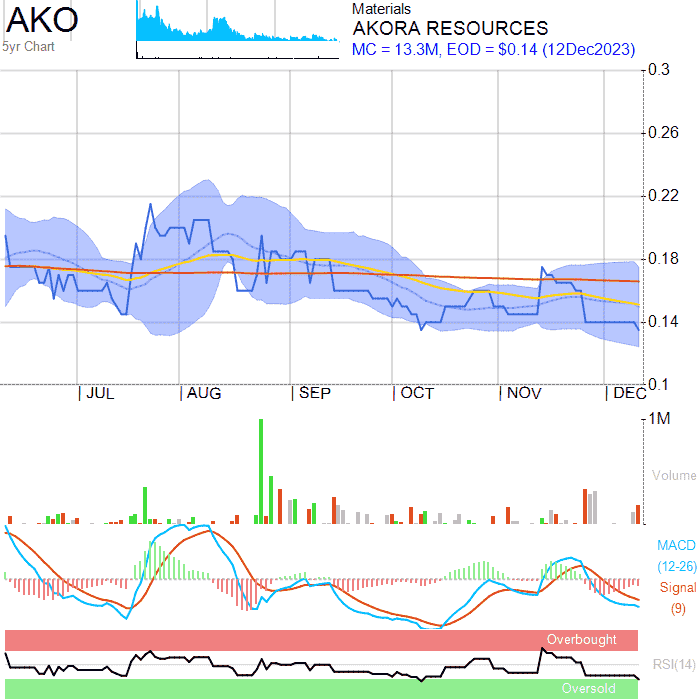 AKO
5yr Chart
Materials
AKORA RESOURCES
MC = 13.3M, EOD = $0.14 (12Dec2023)
0.3
0.26
0.22
0.18
0.14
0.1
JUL AUG SEP OCT NOV DEC
1M
Volume
MACD
(12-26)
Signal
(9)
Overbought
RSI(14)
Oversold